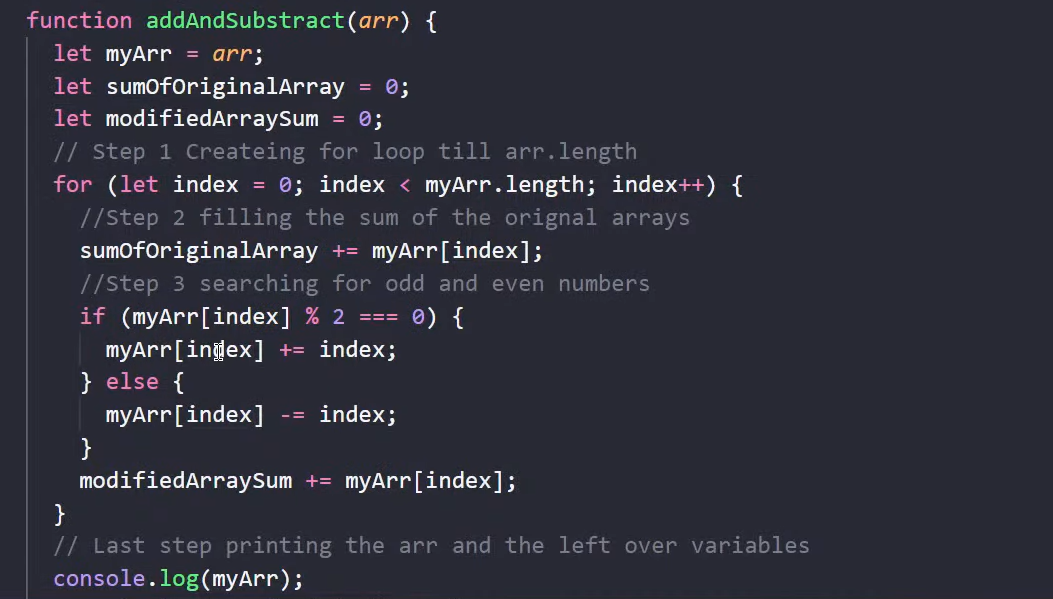 function addAndSubstract(arr) {
let myArr = arr;
let sumOfOriginalArray = 0;
let modifiedArraySum = 0;
// Step 1 Createing for loop till arr.length
for (let index = 0; index < myArr.length; index++) {
//Step 2 filling the sum of the orignal arrays
sumOfOriginalArray += myArr[index];
//Step 3 searching for odd and even numbers
if (myArr[index] % 2 === 0) {
myArr[index] += index;
} else {
myArr[index] -= index;
}
modifiedArraySum += myArr[index];
}
// Last step printing the arr and the left over variables
console.log(myArr);